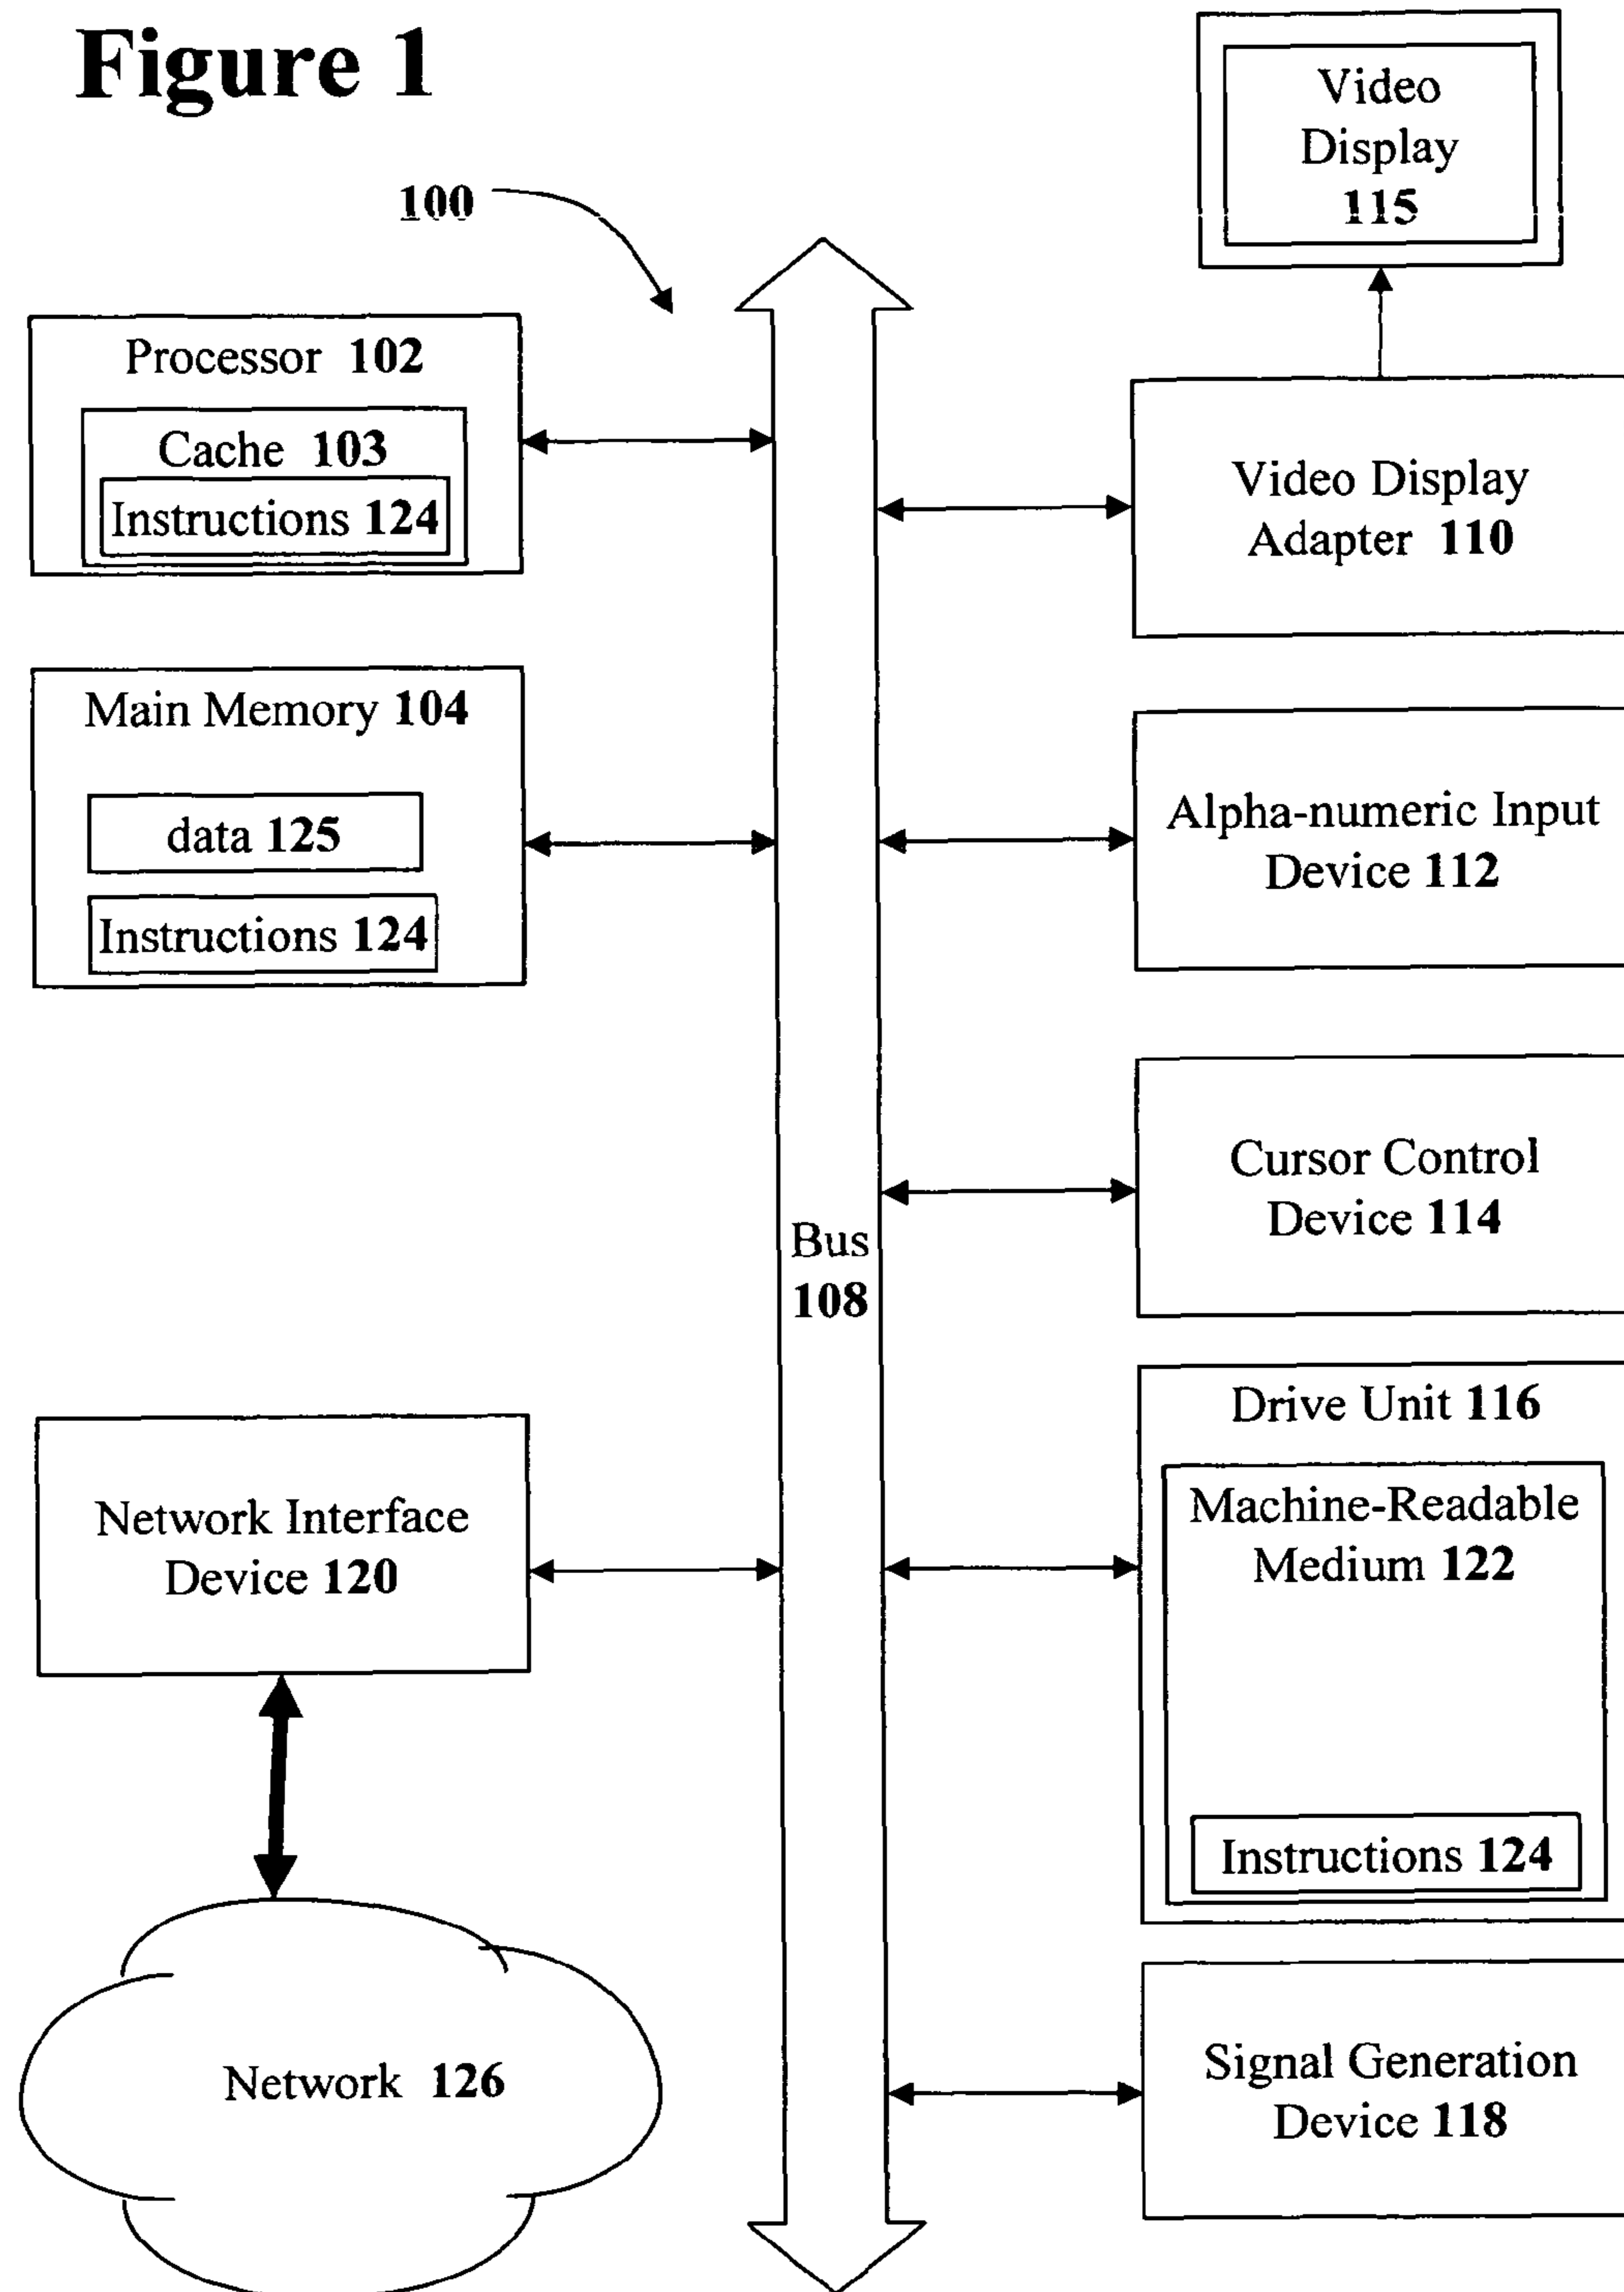 Figure 1
100
Video
Display
115
Processor 102
Cache 103
Instructions 124
Video Display
Adapter 110
Main Memory 104
data 125
Instructions 124
Alpha-numeric Input
Device 112
Cursor Control
Device 114
Bus
108
Network Interface
Device 120
Drive Unit 116
Machine-Readable
Medium 122
Instructions 124
Network 126
Signal Generation
Device 118